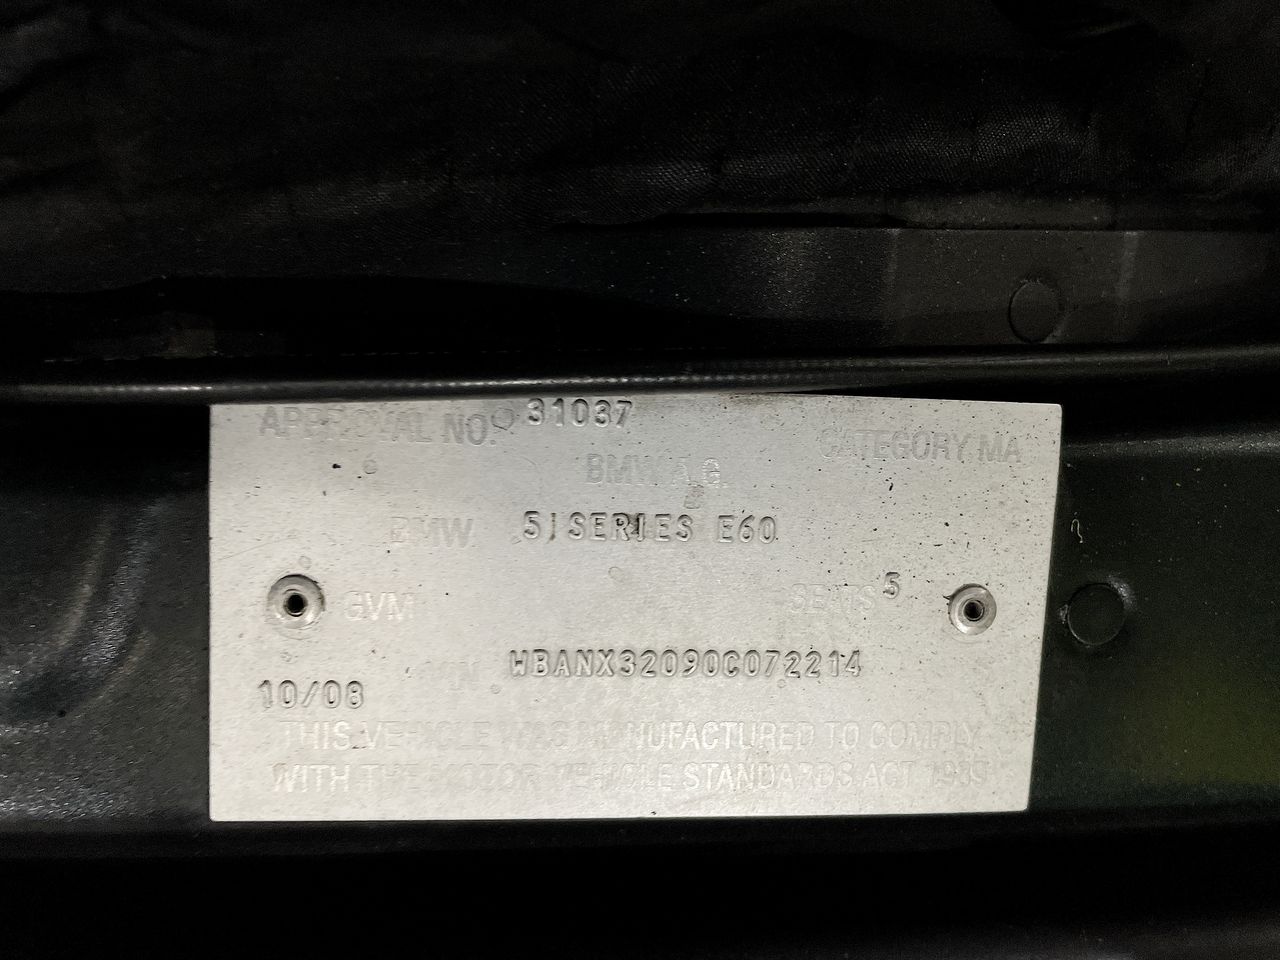 APPROVAL NO. 31037
CATEGORY MA
BMW A.G.
BMW 5 SERIES E60
GVM
SEATS 5
VIN WBANX32090C072214
10/08
THIS VEHICLE WAS MANUFACTURED TO COMPLY
WITH THE MOTOR VEHICLE STANDARDS ACT 1989